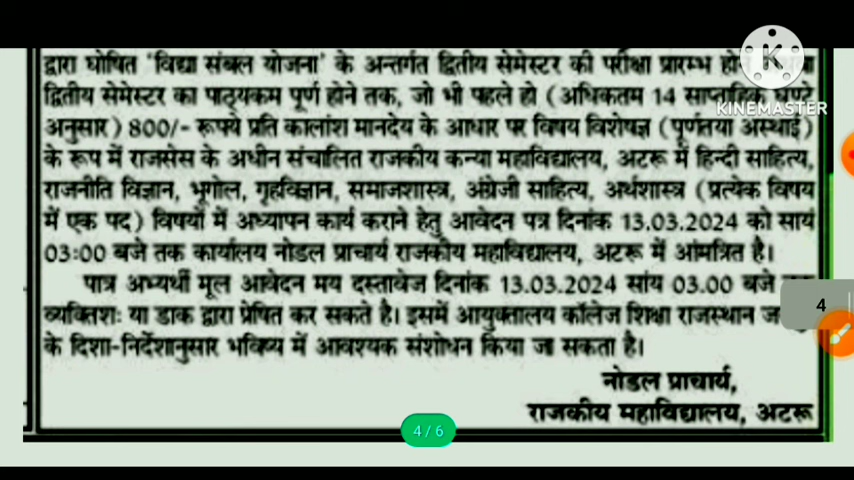 द्वारा घोषित 'विद्या संबल योजना' के अन्तर्गत द्वितीय सेमेस्टर की परीक्षा प्रारम्भ होने
द्वितीय सेमेस्टर का पाठ्यकम पूर्ण होने तक, जो भी पहले हो (अधिकतम 14 साप्ताहिक घण्टे
KINEMASTER
अनुसार) 800/- रूपये प्रति कालांश मानदेय के आधार पर विषय विशेषज्ञ (पूर्णतया अस्थाई)
के रूप में राजसेस के अधीन संचालित राजकीय कन्या महाविद्यालय, अटरू में हिन्दी साहित्य,
राजनीति विज्ञान, भूगोल, गृहविज्ञान, समाजशास्त्र, अंग्रेजी साहित्य, अर्थशास्त्र (प्रत्येक विषय
में एक पद) विषयों में अध्यापन कार्य कराने हेतु आवेदन पत्र दिनांक 13.03.2024 को सायं
03:00 बजे तक कार्यालय नोडल प्राचार्य राजकीय महाविद्यालय, अटरू में आंमत्रित है।
पात्र अभ्यर्थी मूल आवेदन मय दस्तावेज दिनांक 13.03.2024 सांय 03.00 बजे
4
व्यक्तिशः या डाक द्वारा प्रेषित कर सकते है। इसमें आयुक्तालय कॉलेज शिक्षा राजस्थान
के दिशा-निर्देशानुसार भविष्य में आवश्यक संशोधन किया जा सकता है।
नोडल प्राचार्य,
राजकीय महाविद्यालय, अटरू
4/6